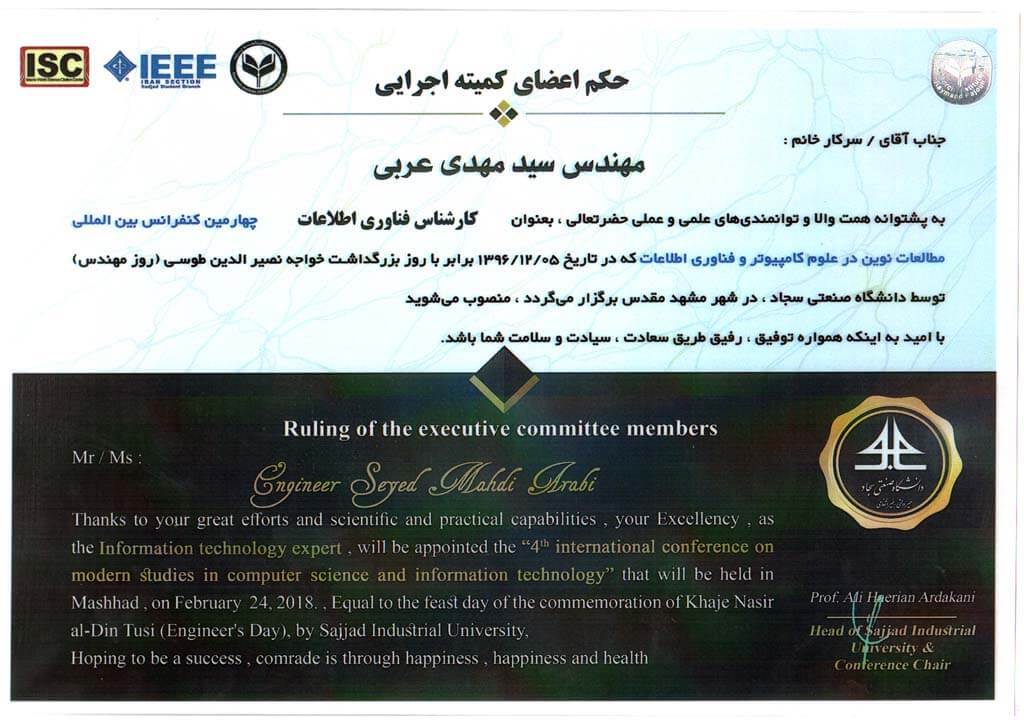 ISC
IEEE
IRAN SECTION
Sadjad Student Branch
حکم اعضای کمیته اجرایی
جناب آقای / سرکار خانم :
مهندس سید مهدی عربی
به پشتوانه همت والا و توانمندی‌های علمی و عملی حضرتعالی ، بعنوان کارشناس فناوری اطلاعات چهارمین کنفرانس بین المللی
مطالعات نوین در علوم کامپیوتر و فناوری اطلاعات که در تاریخ ۱۳۹۶/۱۲/۰۵ برابر با روز بزرگداشت خواجه نصیر الدین طوسی (روز مهندس)
توسط دانشگاه صنعتی سجاد ، در شهر مشهد مقدس برگزار می‌گردد ، منصوب می‌شوید
با امید به اینکه همواره توفیق ، رفیق طریق سعادت ، سیادت و سلامت شما باشد.
Ruling of the executive committee members
Mr / Ms :
Engineer Seyed Mahdi Arabi
Thanks to your great efforts and scientific and practical capabilities , your Excellency , as
the Information technology expert , will be appointed the “4th international conference on
modern studies in computer science and information technology” that will be held in
Mashhad , on February 24, 2018. , Equal to the feast day of the commemoration of Khaje Nasir
al-Din Tusi (Engineer's Day), by Sajjad Industrial University,
Hoping to be a success , comrade is through happiness , happiness and health
دانشگاه صنعتی سجاد
Prof. Ali Haerian Ardakani
Head of Sajjad Industrial
University &
Conference Chair